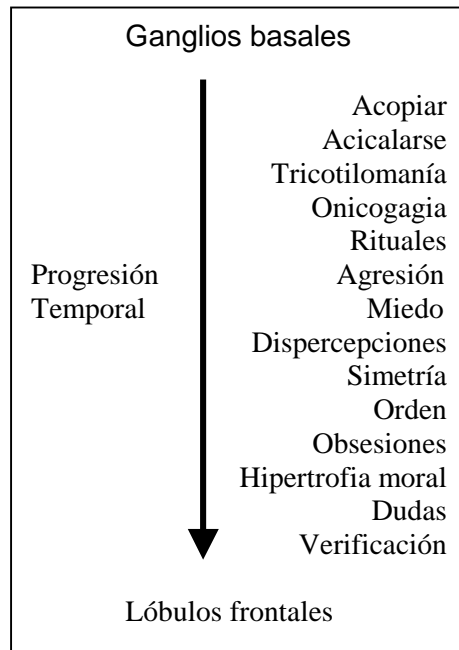 Ganglios basales
Acopiar
Acicalarse
Tricotilomanía
Onicogagia
Rituales
Progresión
Temporal
Agresión
Miedo
Dispercepciones
Simetría
Orden
Obsesiones
Hipertrofia moral
Dudas
Verificación
Lóbulos frontales